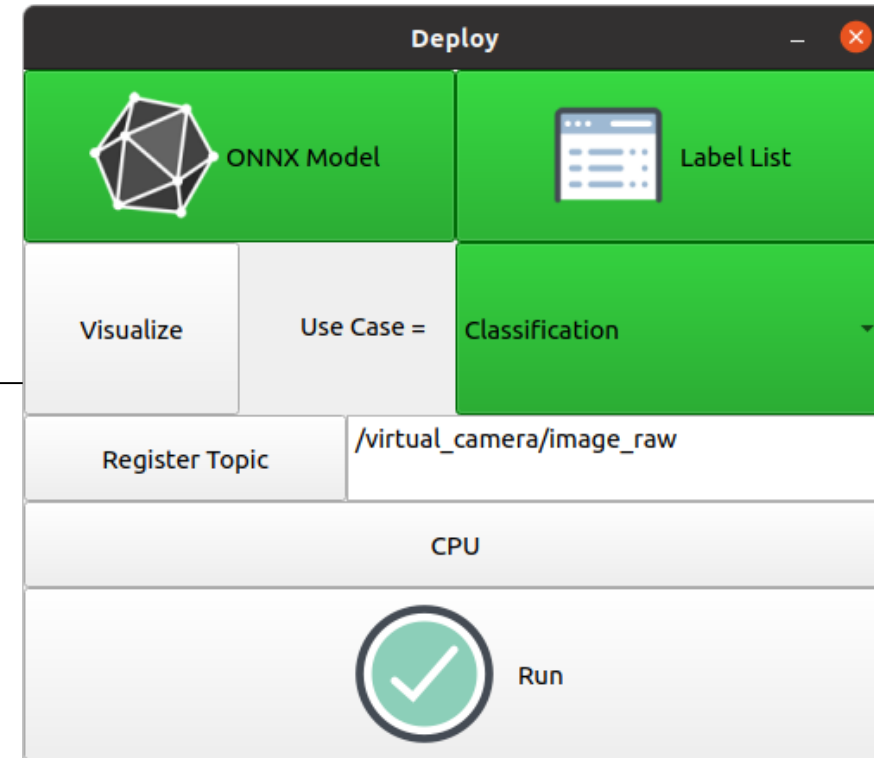 Deploy
ONNX Model
Label List
Visualize
Use Case =
Classification
Register Topic
/virtual_camera/image_raw
CPU
Run